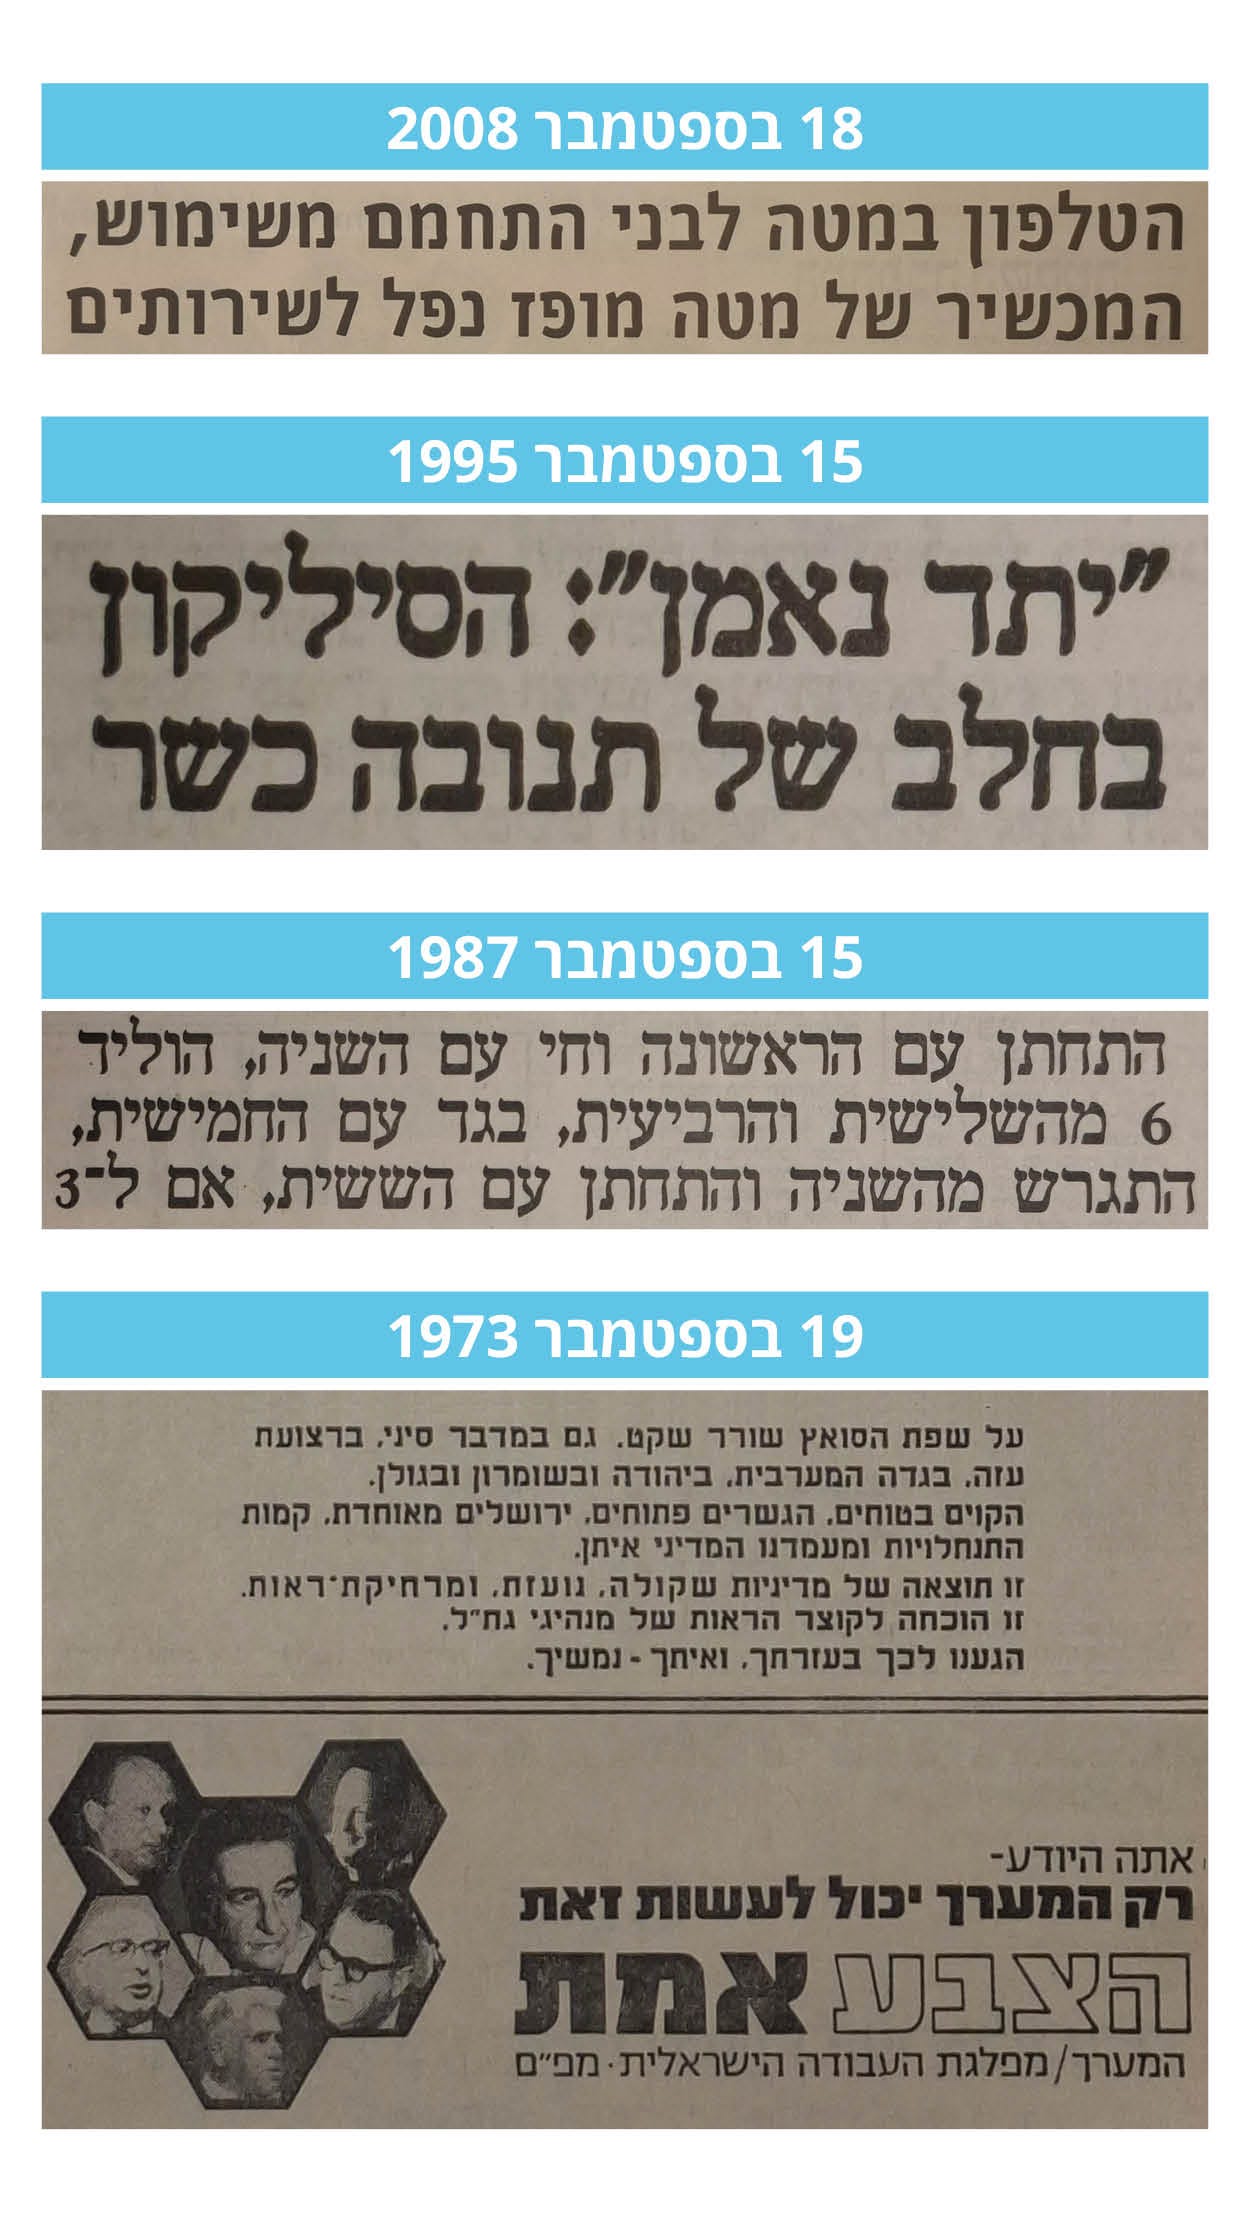 18 בספטמבר 2008
הטלפון במטה לבני התחמם משימוש,
המכשיר של מטה מופז נפל לשירותים
15 בספטמבר 1995
"יתד נאמן": הסיליקון
בחלב של תנובה כשר
15 בספטמבר 1987
התחתן עם הראשונה וחי עם השניה, הוליד
6 מהשלישית והרביעית, בגד עם החמישית,
התגרש מהשניה והתחתן עם הששית, אם ל־3
19 בספטמבר 1973
על שפת הסואץ שורר שקט. גם במדבר סיני, ברצועת
עזה, בגדה המערבית, ביהודה ובשומרון ובגולן.
הקוים בטוחים, הגשרים פתוחים, ירושלים מאוחדת, קמות
התנחלויות ומעמדנו המדיני איתן.
זו תוצאה של מדיניות שקולה, נועזת, ומרחיקת־ראות.
זו הוכחה לקוצר הראות של מנהיגי גח"ל.
הגענו לכך בעזרתך, ואיתך - נמשיך.
אתה היודע-
רק המערך יכול לעשות זאת
הצבע אמת
המערך/מפלגת העבודה הישראלית·מפ"ם